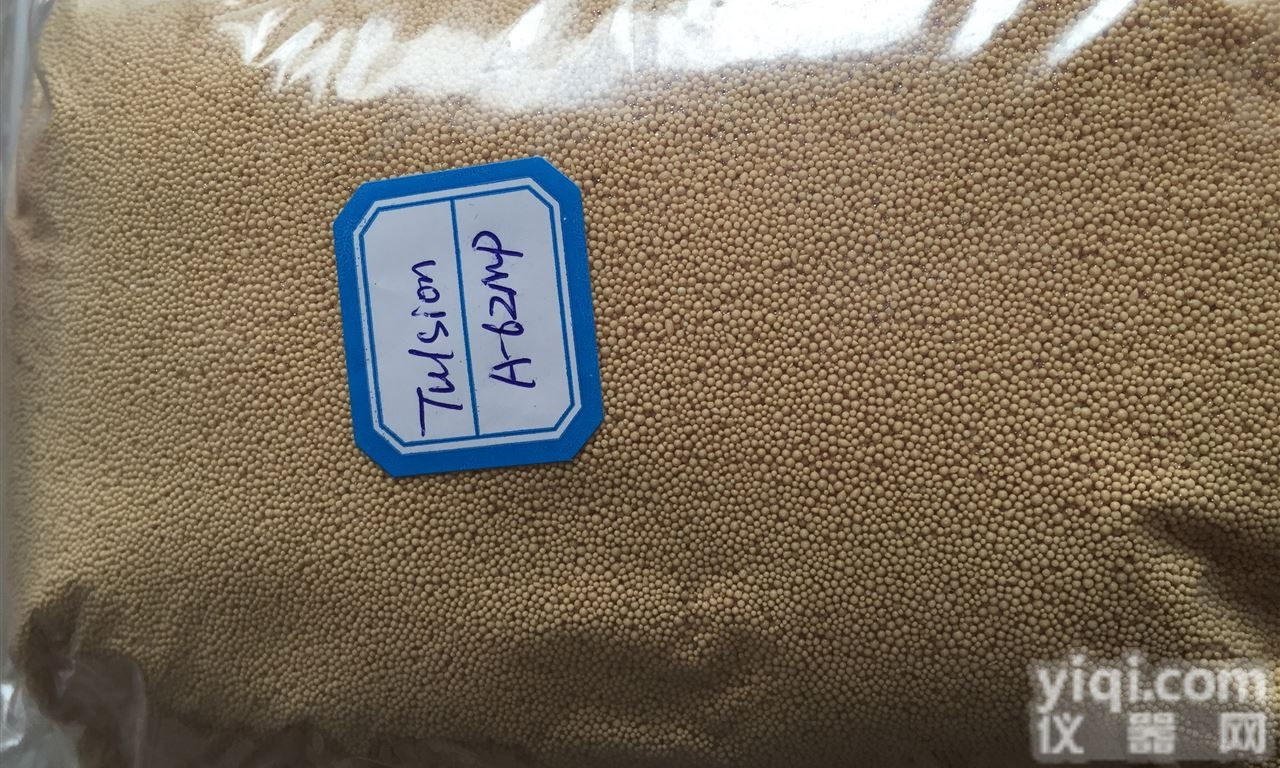 Tulsion
A-62MP
yiqi.com
仪器网